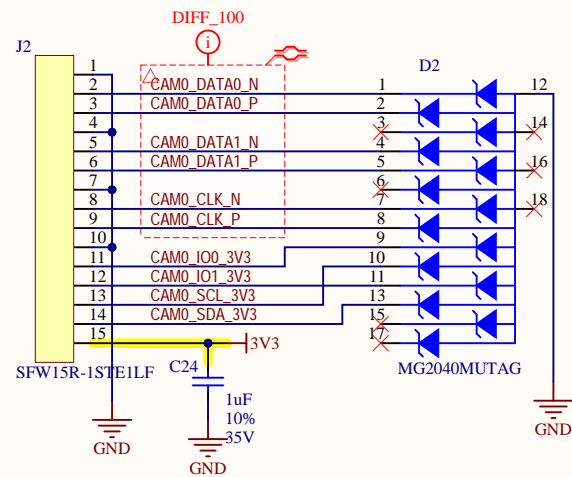 DIFF_100
i
J2
D2
1
2 CAM0_DATA0_N 1 12
3 CAM0_DATA0_P 2
4 3 14
5 CAM0_DATA1_N 4
6 CAM0_DATA1_P 5 16
7 6
8 CAM0_CLK_N 7 18
9 CAM0_CLK_P 8
10 9
11 CAM0_IO0_3V3 10
12 CAM0_IO1_3V3 11
13 CAM0_SCL_3V3 13
14 CAM0_SDA_3V3 15
15 3V3 17
SFW15R-1STE1LF C24 MG2040MUTAG
1uF
10%
35V
GND GND GND